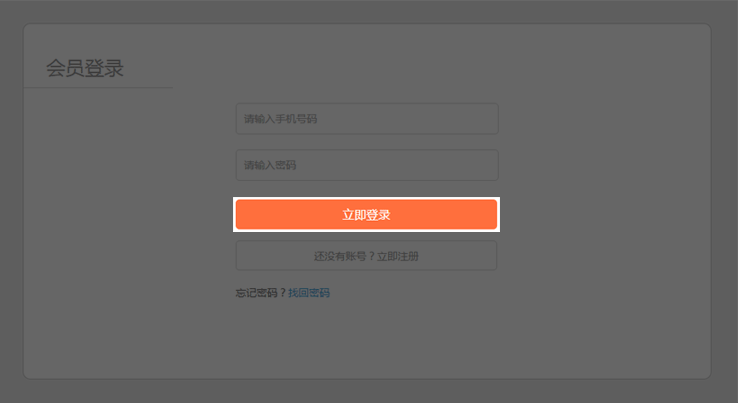 会员登录
请输入手机号码
请输入密码
立即登录
还没有账号？立即注册
忘记密码？找回密码